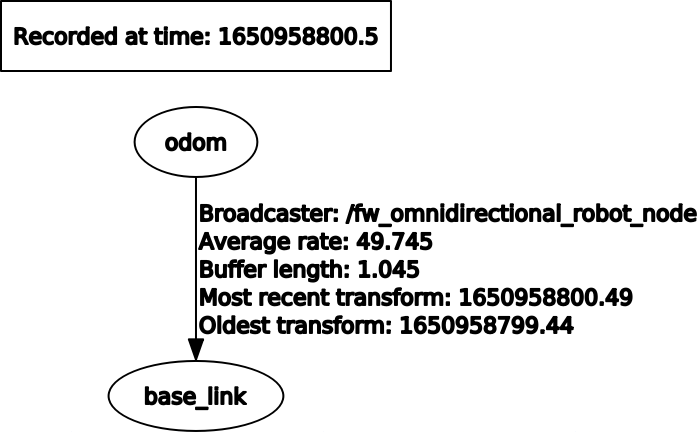 Recorded at time: 1650958800.5
odom
Broadcaster: /fw_omnidirectional_robot_node
Average rate: 49.745
Buffer length: 1.045
Most recent transform: 1650958800.49
Oldest transform: 1650958799.44
base_link